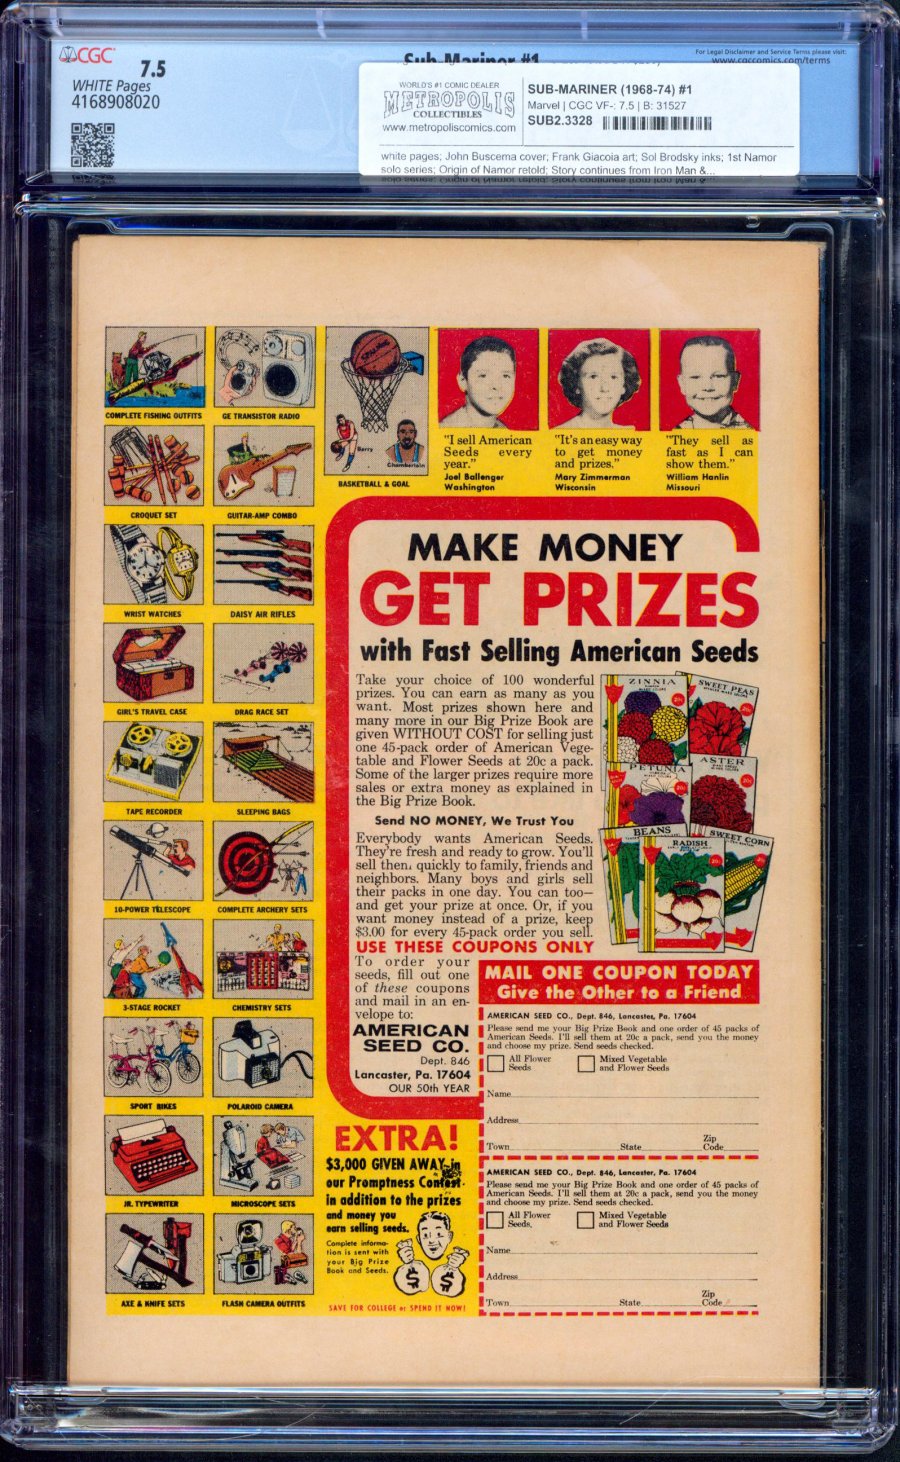 CGC
7.5
WHITE Pages
4168908020
Sub-Mariner #1
For Legal Disclaimer and Service Terms please visit:
www.cgccomics.com/terms
WORLD'S #1 COMIC DEALER
METROPOLIS
COLLECTIBLES
www.metropoliscomics.com
SUB-MARINER (1968-74) #1
Marvel | CGC VF-: 7.5 | B: 31527
SUB2.3328
white pages; John Buscema cover; Frank Giacoia art; Sol Brodsky inks; 1st Namor
solo series; Origin of Namor retold; Story continues from Iron Man &...
COMPLETE FISHING OUTFITS
GE TRANSISTOR RADIO
SPALDING
Barry
Chamberlain
BASKETBALL & GOAL
CROQUET SET
GUITAR-AMP COMBO
WRIST WATCHES
DAISY AIR RIFLES
GIRL'S TRAVEL CASE
DRAG RACE SET
TAPE RECORDER
SLEEPING BAGS
10-POWER TELESCOPE
COMPLETE ARCHERY SETS
3-STAGE ROCKET
CHEMISTRY SETS
SPORT BIKES
POLAROID CAMERA
JR. TYPEWRITER
MICROSCOPE SETS
AXE & KNIFE SETS
FLASH CAMERA OUTFITS
"I sell American
Seeds every
year."
Joel Ballenger
Washington
"It's an easy way
to get money
and prizes."
Mary Zimmerman
Wisconsin
"They sell as
fast as I can
show them."
William Hanlin
Missouri
MAKE MONEY
GET PRIZES
with Fast Selling American Seeds
Take your choice of 100 wonderful
prizes. You can earn as many as you
want. Most prizes shown here and
many more in our Big Prize Book are
given WITHOUT COST for selling just
one 45-pack order of American Vege-
table and Flower Seeds at 20c a pack.
Some of the larger prizes require more
sales or extra money as explained in
the Big Prize Book.
Send NO MONEY, We Trust You
Everybody wants American Seeds.
They're fresh and ready to grow. You'll
sell them quickly to family, friends and
neighbors. Many boys and girls sell
their packs in one day. You can too—
and get your prize at once. Or, if you
want money instead of a prize, keep
$3.00 for every 45-pack order you sell.
USE THESE COUPONS ONLY
To order your
seeds, fill out one
of these coupons
and mail in an en-
velope to:
AMERICAN
SEED CO.
Dept. 846
Lancaster, Pa. 17604
OUR 50th YEAR
ZINNIA
20c
SWEET PEAS
20c
PETUNIA
20c
ASTER
20c
BEANS
RADISH
SWEET CORN
MAIL ONE COUPON TODAY
Give the Other to a Friend
AMERICAN SEED CO., Dept. 846, Lancaster, Pa. 17604
Please send me your Big Prize Book and one order of 45 packs of
American Seeds. I'll sell them at 20c a pack, send you the money
and choose my prize. Send seeds checked.
All Flower
Seeds
Mixed Vegetable
and Flower Seeds
Name
Address
Town State Zip Code
AMERICAN SEED CO., Dept. 846, Lancaster, Pa. 17604
Please send me your Big Prize Book and one order of 45 packs of
American Seeds. I'll sell them at 20c a pack, send you the money
and choose my prize. Send seeds checked.
All Flower
Seeds,
Mixed Vegetable
and Flower Seeds
Name
Address
Town State Zip Code
EXTRA!
$3,000 GIVEN AWAY in
our Promptness Contest
in addition to the prizes
and money you
earn selling seeds.
Complete informa-
tion is sent with
your Big Prize
Book and Seeds.
$ $
SAVE FOR COLLEGE or SPEND IT NOW!